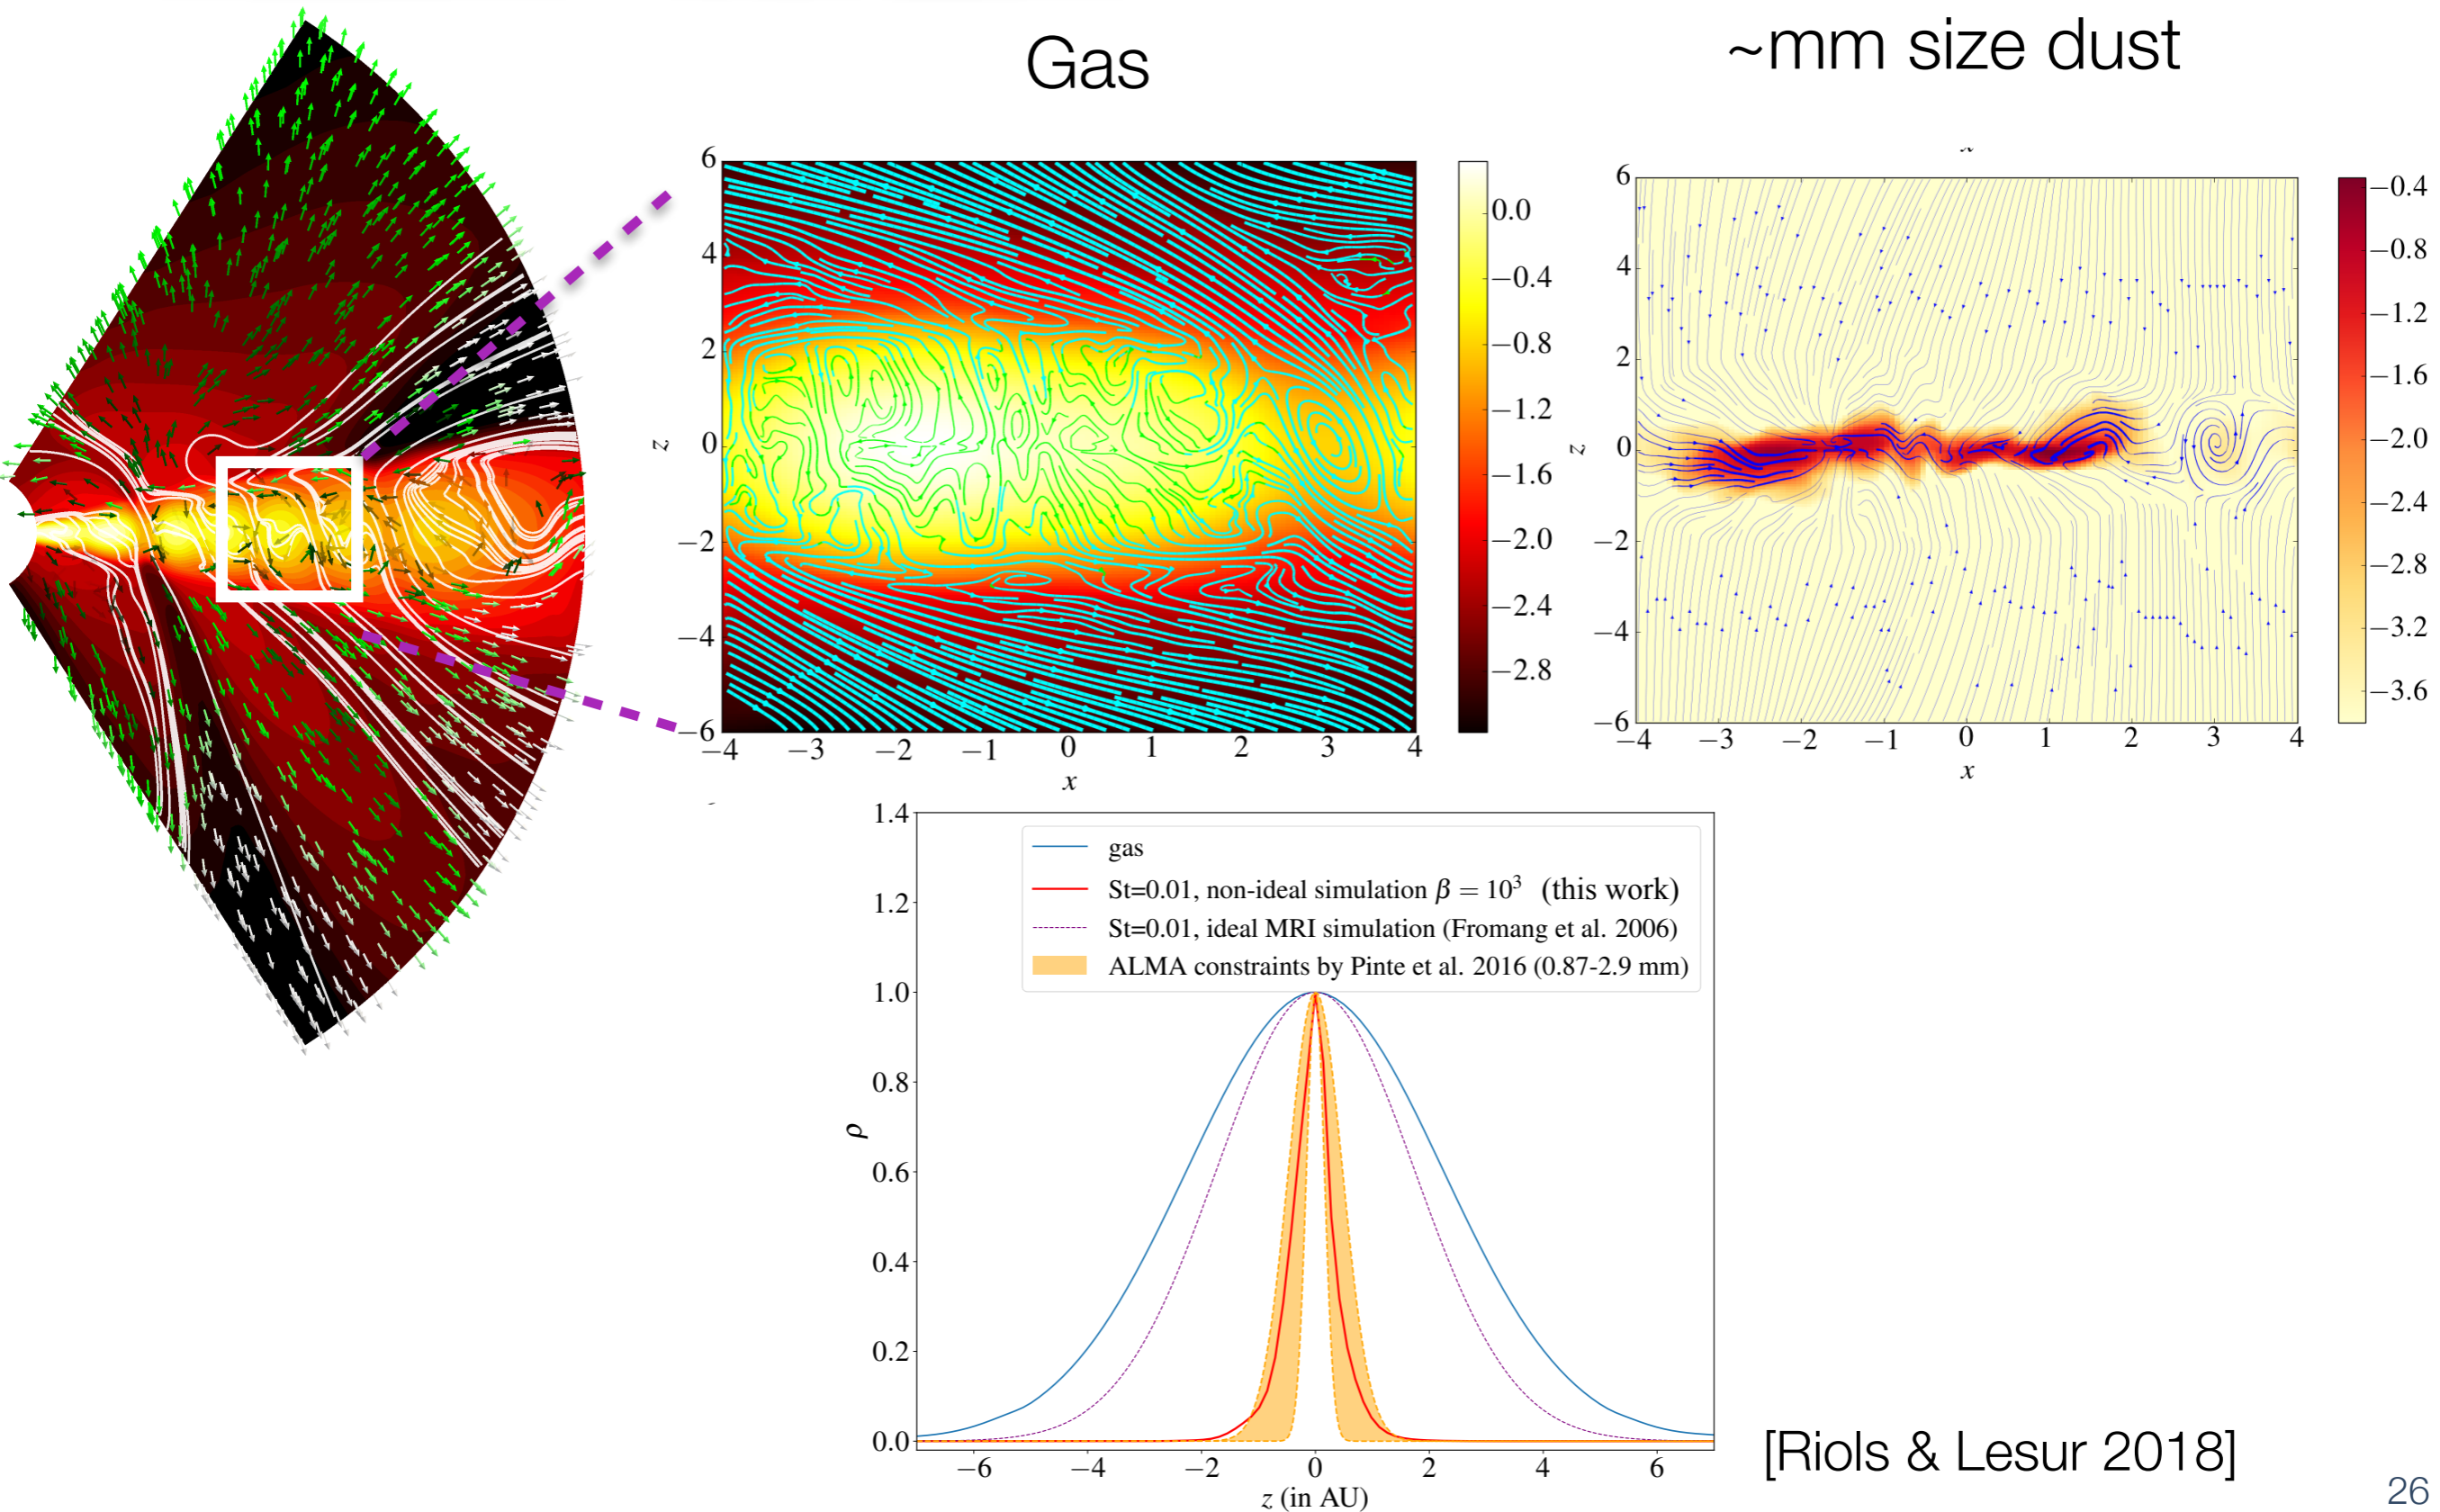 Gas
~mm size dust
6
4
2
0
−2
−4
−6
z
−4 −3 −2 −1 0 1 2 3 4
x
0.0
−0.4
−0.8
−1.2
−1.6
−2.0
−2.4
−2.8
6
4
2
0
−2
−4
−6
z
−4 −3 −2 −1 0 1 2 3 4
x
−0.4
−0.8
−1.2
−1.6
−2.0
−2.4
−2.8
−3.2
−3.6
1.4
1.2
1.0
0.8
0.6
0.4
0.2
0.0
ρ
gas
St=0.01, non-ideal simulation β = 10³ (this work)
St=0.01, ideal MRI simulation (Fromang et al. 2006)
ALMA constraints by Pinte et al. 2016 (0.87-2.9 mm)
−6 −4 −2 0 2 4 6
z (in AU)
[Riols & Lesur 2018]
26